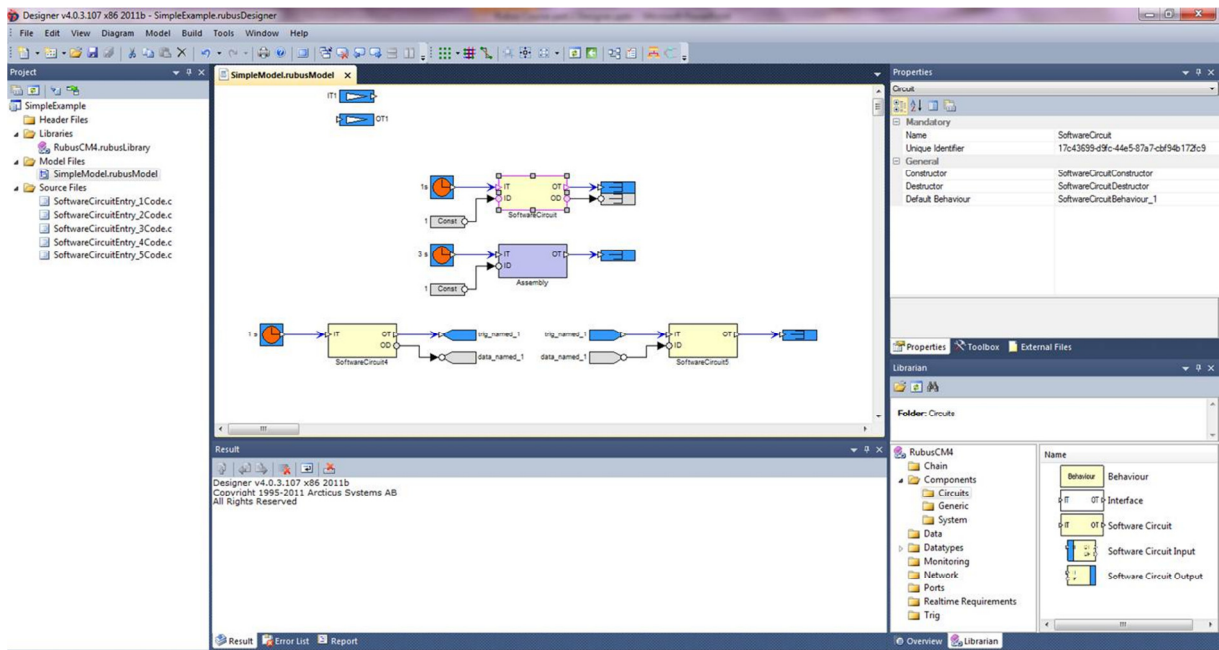 Designer v4.0.3.107 x86 2011b - SimpleExample.rubusDesigner
File Edit View Diagram Model Build Tools Window Help
Project
SimpleExample
Header Files
Libraries
RubusCM4.rubusLibrary
Model Files
SimpleModel.rubusModel
Source Files
SoftwareCircuitEntry_1Code.c
SoftwareCircuitEntry_2Code.c
SoftwareCircuitEntry_3Code.c
SoftwareCircuitEntry_4Code.c
SoftwareCircuitEntry_5Code.c
SimpleModel.rubusModel
IT1
OT1
1s
IT OT
ID OD
SoftwareCircuit
1 Const
3 s
IT OT
ID
Assembly
1 Const
1 s
IT OT
OD
SoftwareCircuit4
trig_named_1
data_named_1
trig_named_1
data_named_1
IT OT
ID
SoftwareCircuit5
Result
Designer v4.0.3.107 x86 2011b
Copyright 1995-2011 Arcticus Systems AB
All Rights Reserved
Result Error List Report
Properties
Circuit
Mandatory
Name SoftwareCircuit
Unique Identifier 17c43699-d9fc-44e5-87a7-cbf94b172fc9
General
Constructor SoftwareCircuitConstructor
Destructor SoftwareCircuitDestructor
Default Behaviour SoftwareCircuitBehaviour_1
Properties Toolbox External Files
Librarian
Folder: Circuits
RubusCM4
Chain
Components
Circuits
Generic
System
Data
Datatypes
Monitoring
Network
Ports
Realtime Requirements
Trig
Name
Behaviour Behaviour
IT OT Interface
IT OT Software Circuit
Software Circuit Input
Software Circuit Output
Overview Librarian